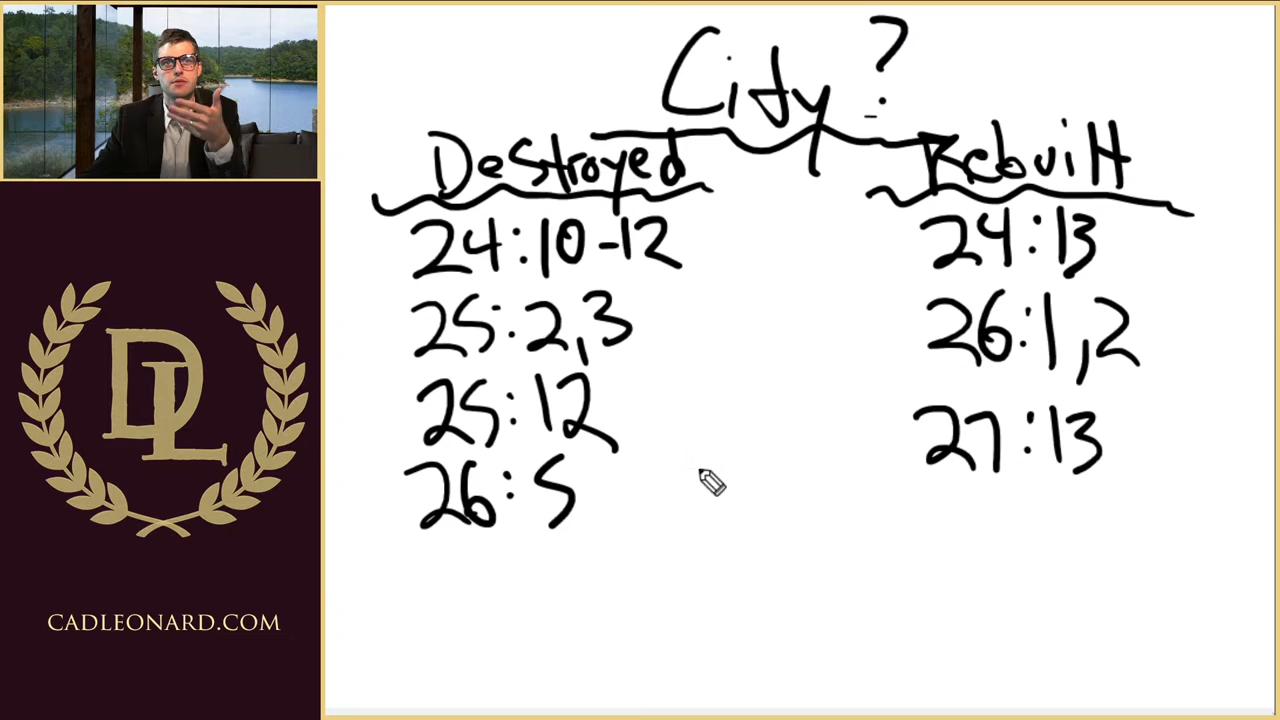 City?
Destroyed
Rebuilt
24:10-12
24:13
25:2,3
26:1,2
25:12
27:13
26:5
DL
CADLEONARD.COM